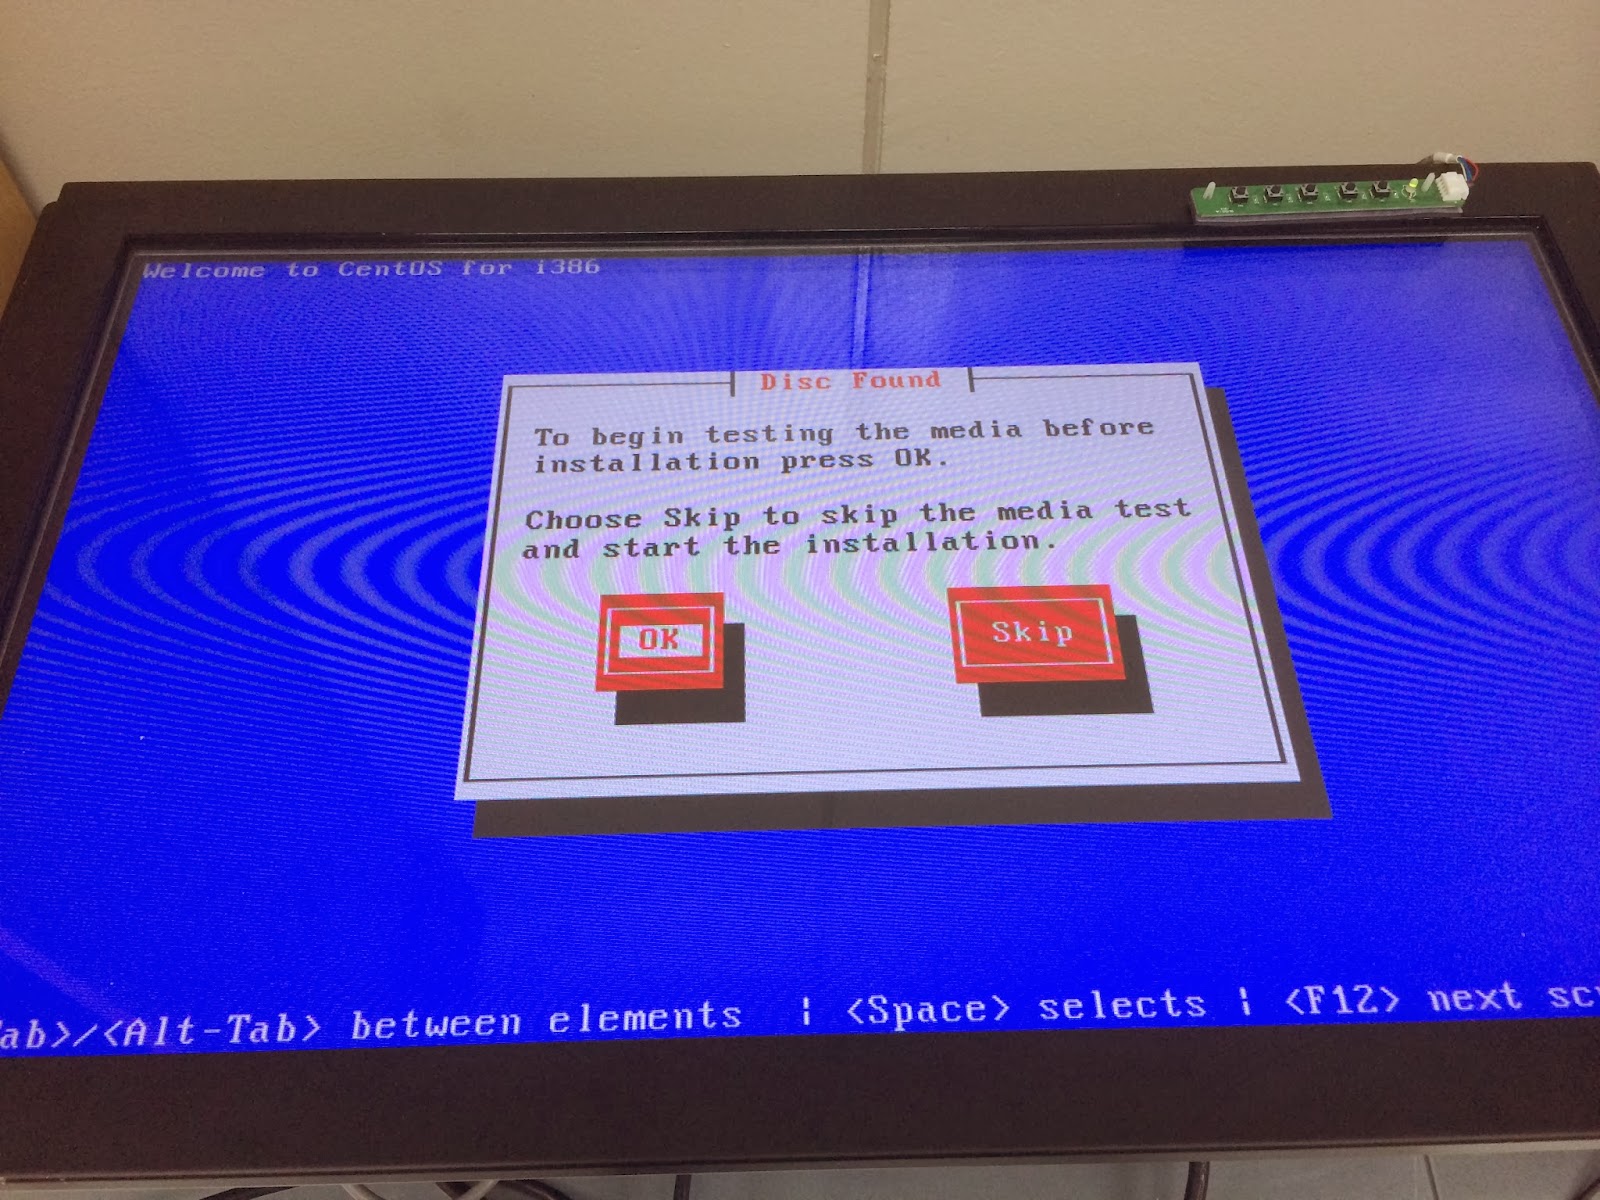 Welcome to CentOS for i386
Disc Found
To begin testing the media before
installation press OK.
Choose Skip to skip the media test
and start the installation.
OK Skip
ab>/<Alt-Tab> between elements | <Space> selects | <F12> next sc